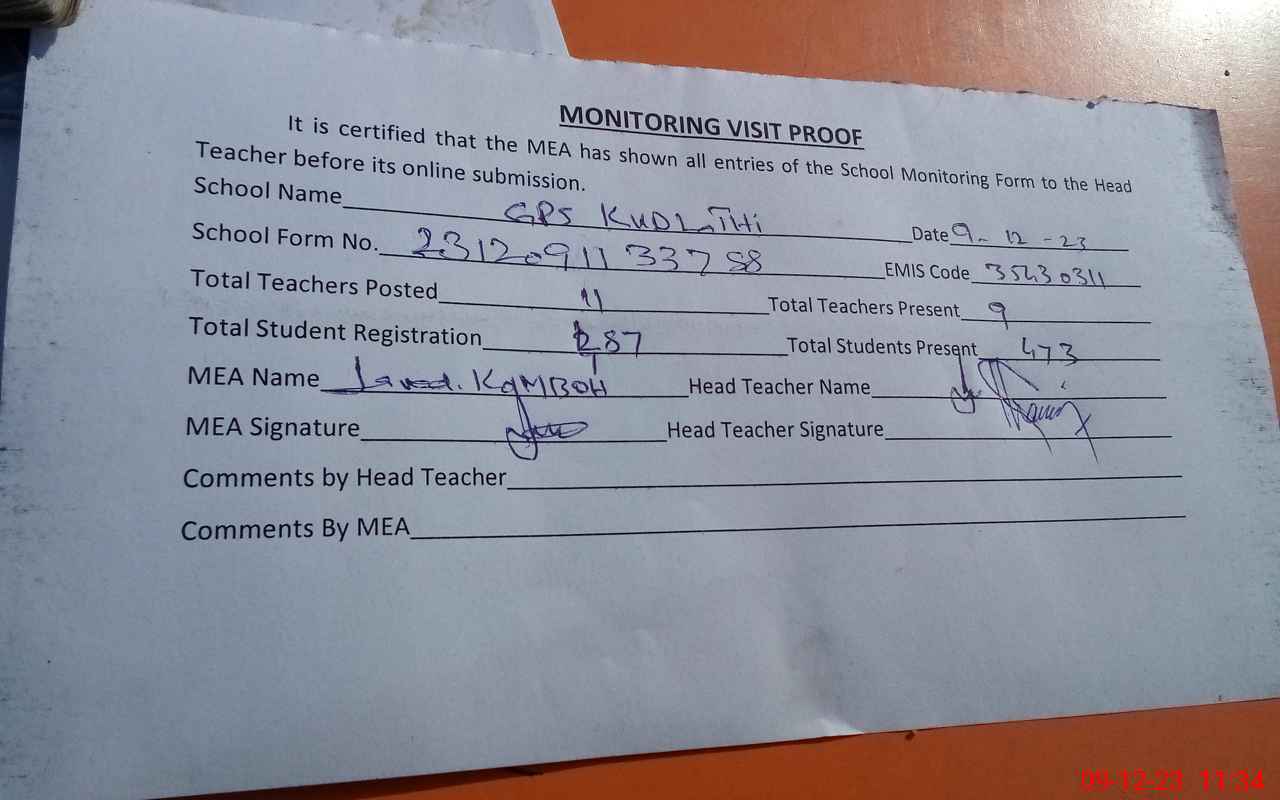 MONITORING VISIT PROOF
It is certified that the MEA has shown all entries of the School Monitoring Form to the Head
Teacher before its online submission.
School Name GPS Date 9-12-23
School Form No. 23120911337 EMIS Code 35430311
Total Teachers Posted 11 Total Teachers Present 9
Total Student Registration 87 Total Students Present 473
MEA Name Javed. KAMBOH Head Teacher Name
MEA Signature Head Teacher Signature
Comments by Head Teacher
Comments By MEA
09-12-23 11:34